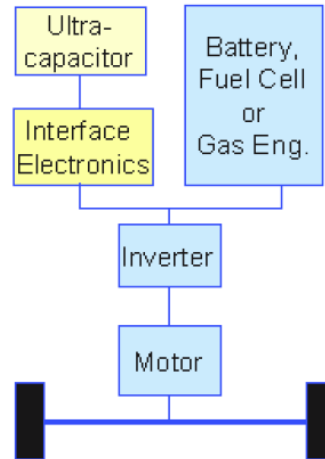 Ultra-
capacitor
Interface
Electronics
Battery,
Fuel Cell
or
Gas Eng.
Inverter
Motor